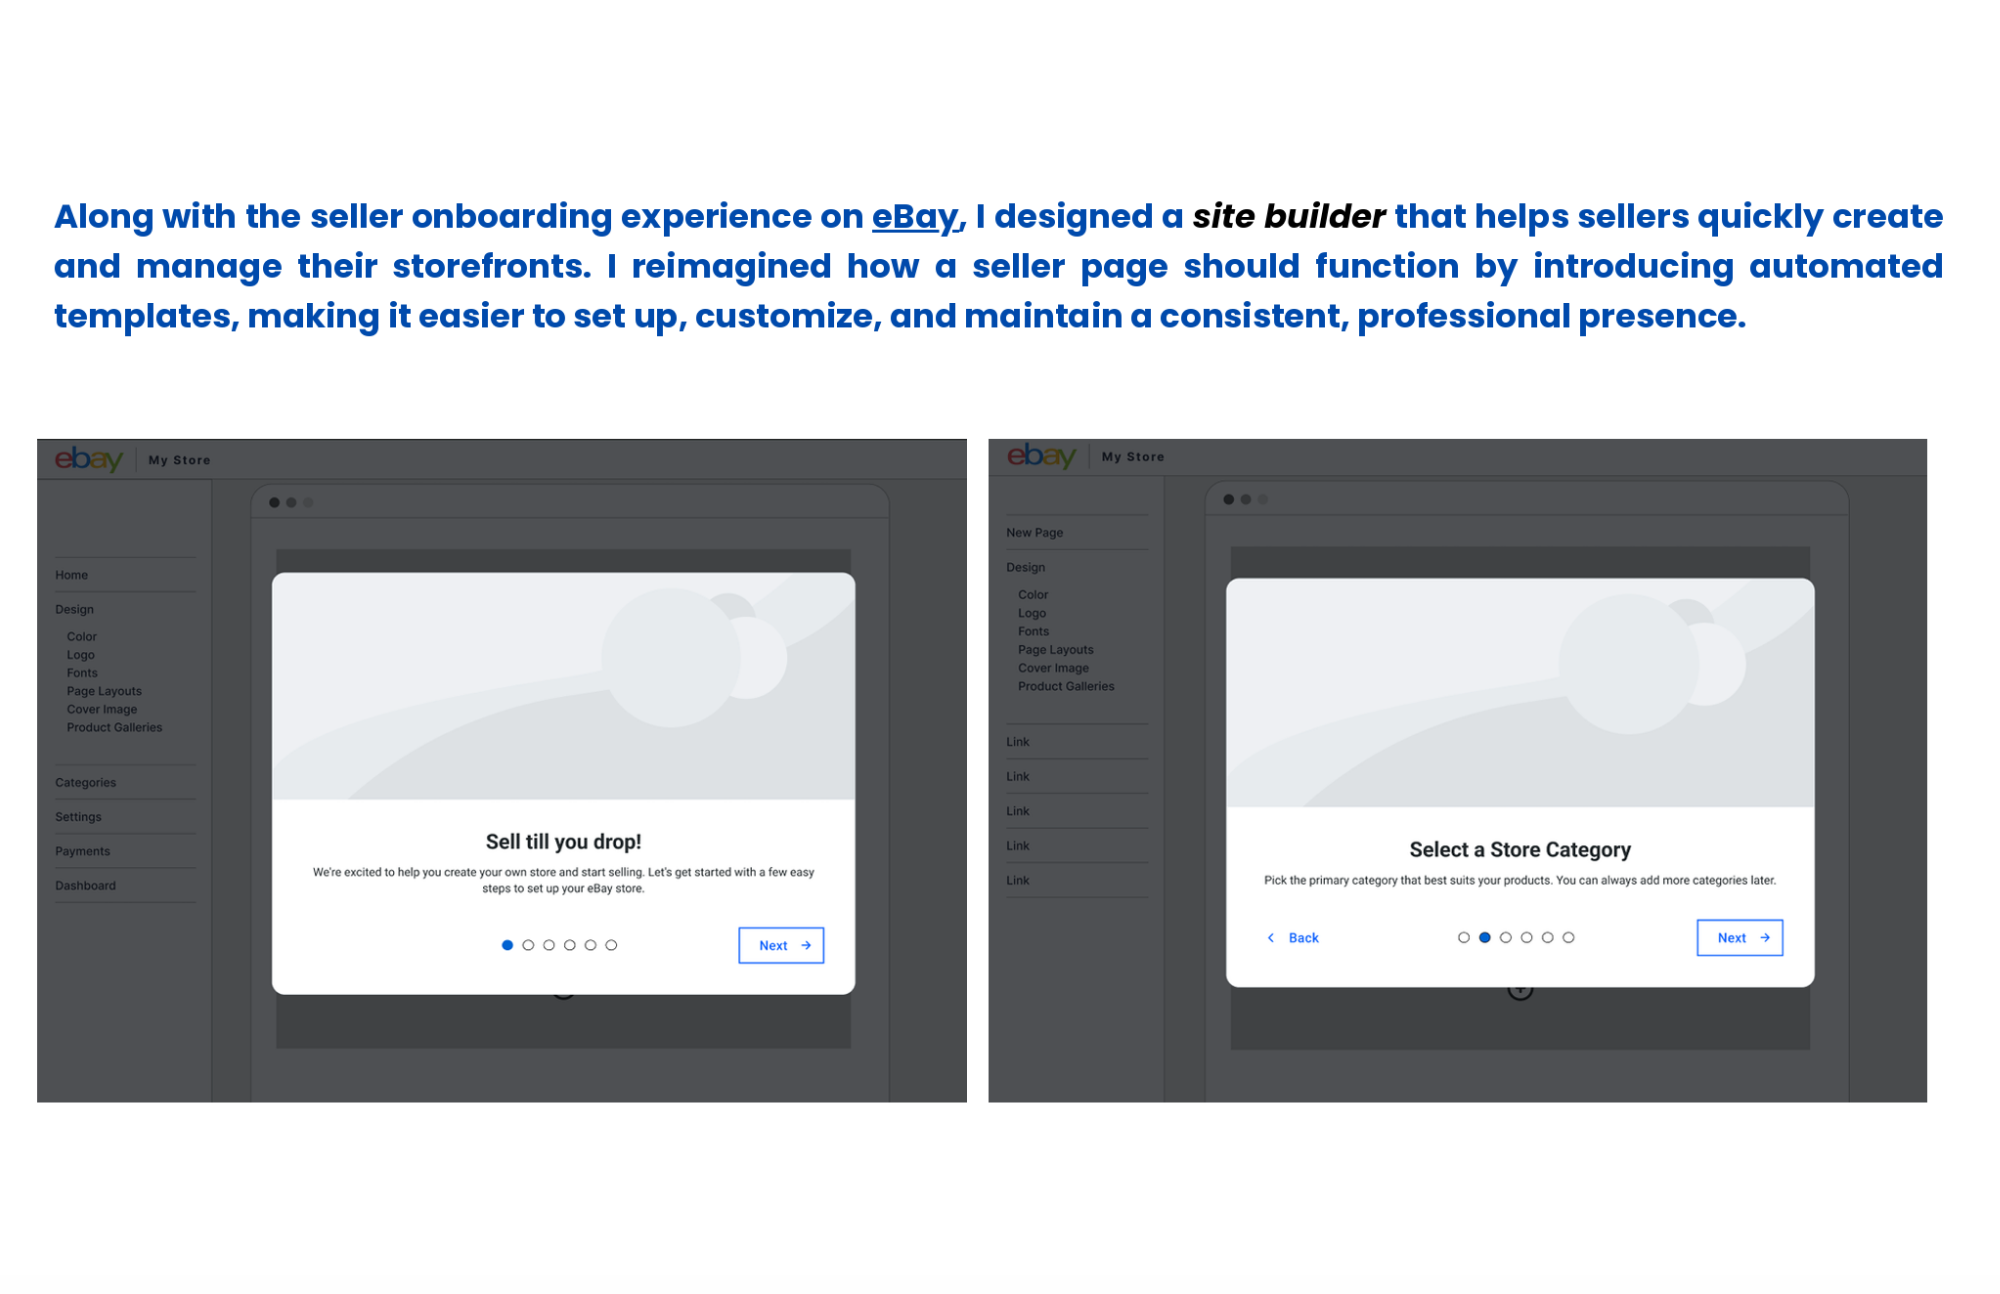 Along with the seller onboarding experience on eBay, I designed a site builder that helps sellers quickly create
and manage their storefronts. I reimagined how a seller page should function by introducing automated
templates, making it easier to set up, customize, and maintain a consistent, professional presence.
ebay
My Store
Home
Design
Color
Logo
Fonts
Page Layouts
Cover Image
Product Galleries
Categories
Settings
Payments
Dashboard
Sell till you drop!
We're excited to help you create your own store and start selling. Let's get started with a few easy
steps to set up your eBay store.
Next
ebay
My Store
New Page
Design
Color
Logo
Fonts
Page Layouts
Cover Image
Product Galleries
Link
Link
Link
Link
Link
Select a Store Category
Pick the primary category that best suits your products. You can always add more categories later.
Back
Next